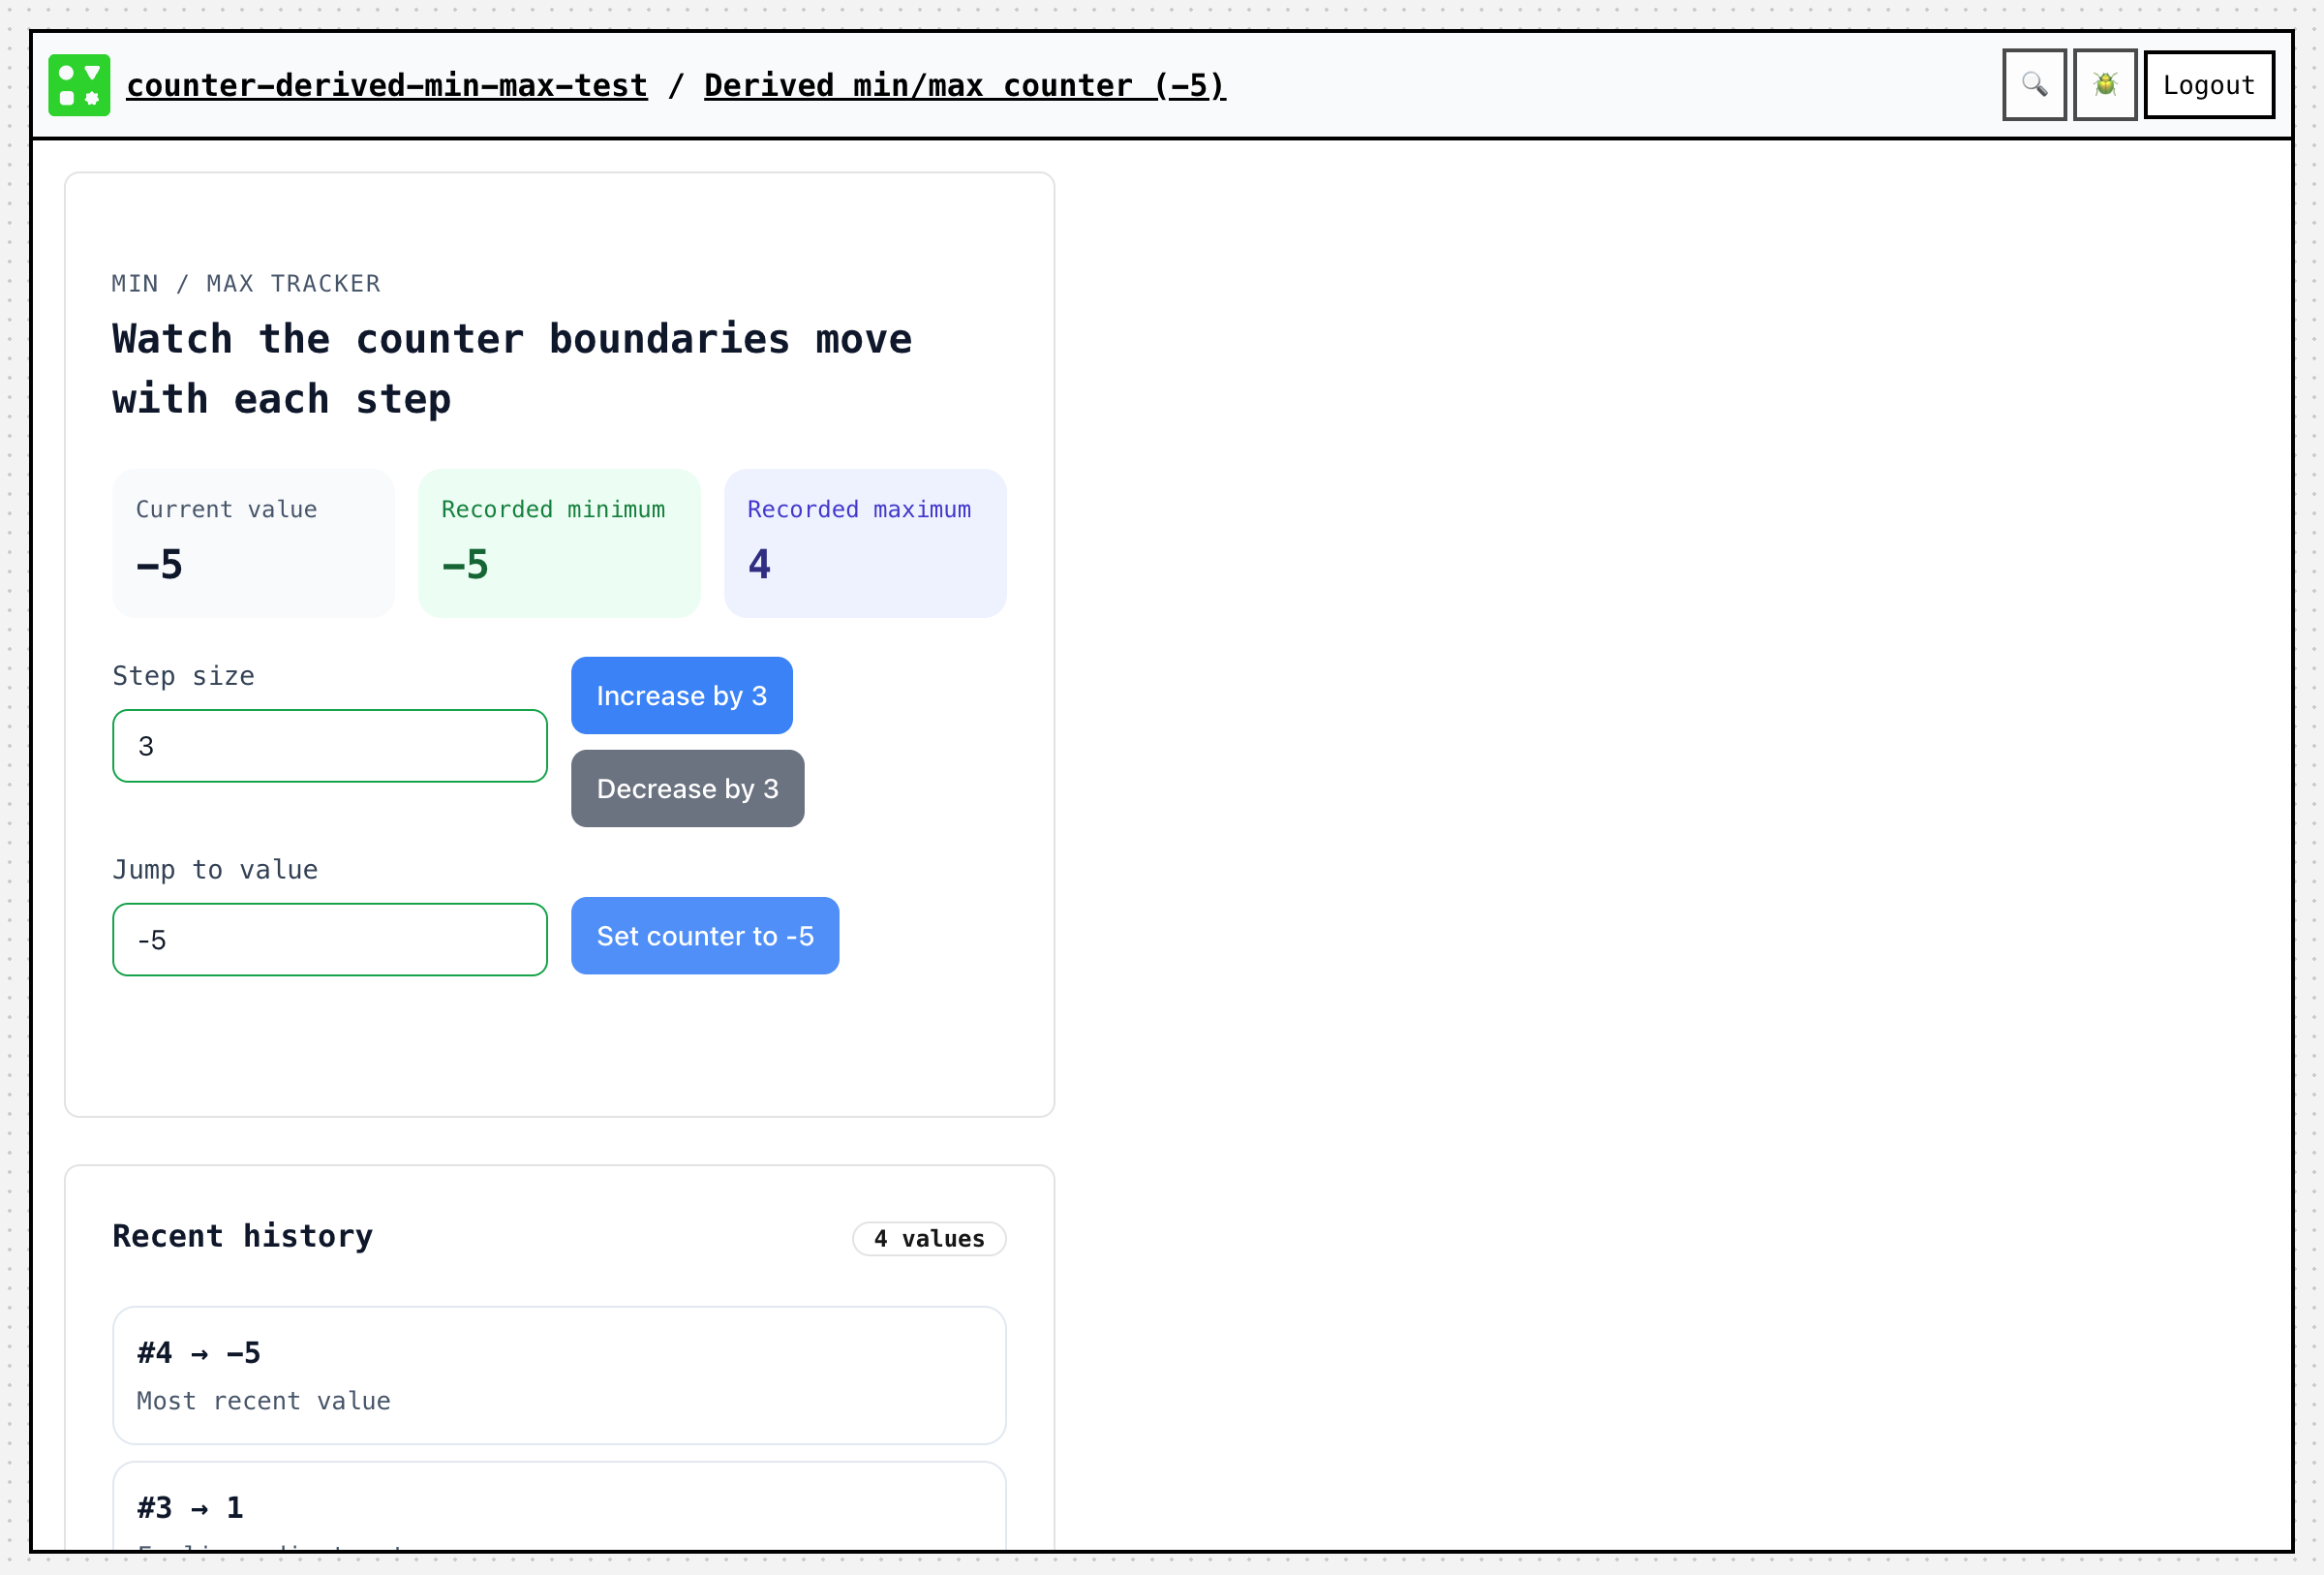 counter-derived-min-max-test / Derived min/max counter (-5)
Logout
MIN / MAX TRACKER
Watch the counter boundaries move
with each step
Current value
-5
Recorded minimum
-5
Recorded maximum
4
Step size
3
Increase by 3
Decrease by 3
Jump to value
-5
Set counter to -5
Recent history
4 values
#4 → -5
Most recent value
#3 → 1